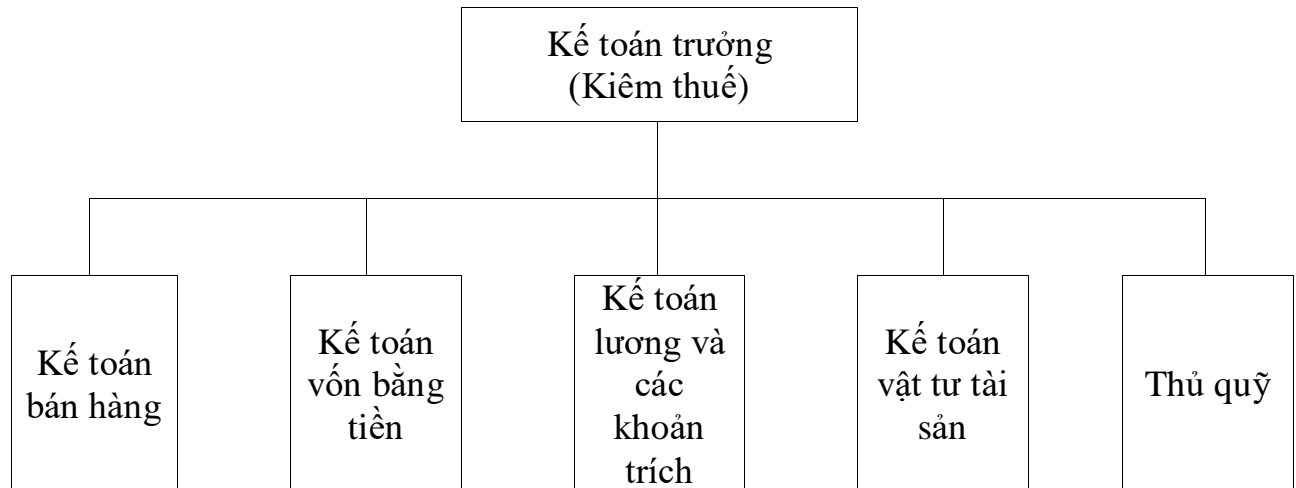 Kế toán trưởng
(Kiêm thuế)
Kế toán
bán hàng
Kế toán
vốn bằng
tiền
Kế toán
lương và
các
khoản
trích
Kế toán
vật tư tài
sản
Thủ quỹ